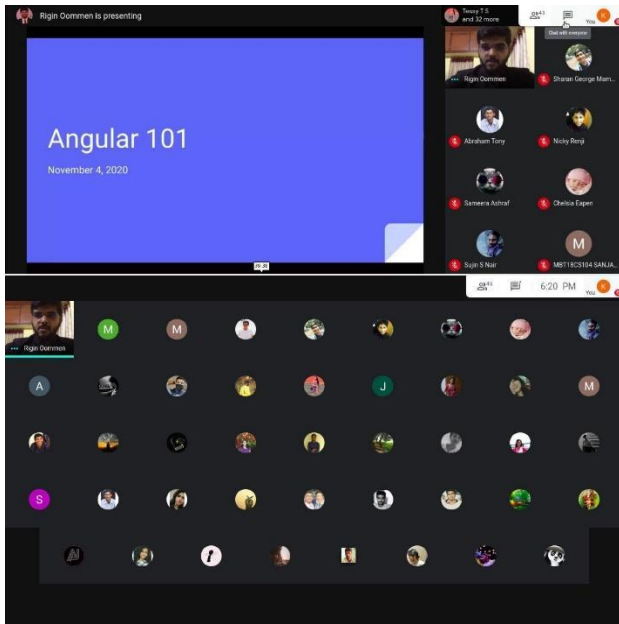 Rigin Oommen is presenting
Tessy T S
and 32 more
43
You
K
Chat with everyone
Angular 101
November 4, 2020
Rigin Oommen
Sharan George Mam...
Abraham Tony
Nicky Renji
Sameera Ashraf
Chelsia Eapen
Sujin S Nair
M
MBT18CS104 SANJA...
6:20 PM
You
K
Rigin Oommen
M
M
A
J
M
S